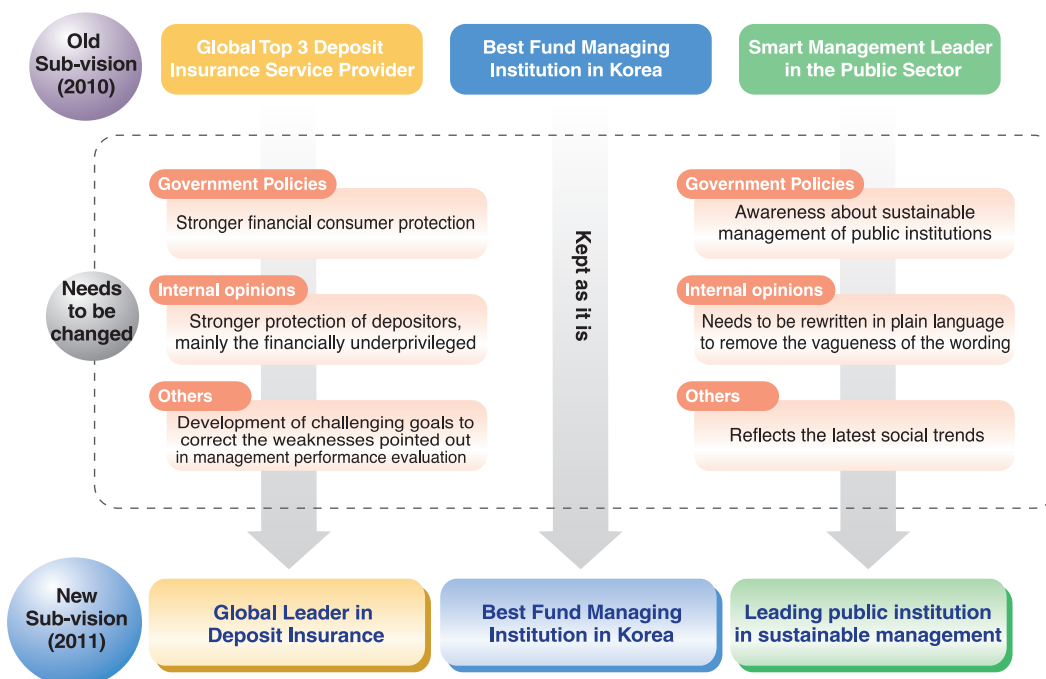 Old
Sub-vision
(2010)
Global Top 3 Deposit
Insurance Service Provider
Best Fund Managing
Institution in Korea
Smart Management Leader
in the Public Sector
Needs
to be
changed
Government Policies
Stronger financial consumer protection
Internal opinions
Stronger protection of depositors,
mainly the financially underprivileged
Others
Development of challenging goals to
correct the weaknesses pointed out
in management performance evaluation
Kept as it is
Government Policies
Awareness about sustainable
management of public institutions
Internal opinions
Needs to be rewritten in plain language
to remove the vagueness of the wording
Others
Reflects the latest social trends
New
Sub-vision
(2011)
Global Leader in
Deposit Insurance
Best Fund Managing
Institution in Korea
Leading public institution
in sustainable management